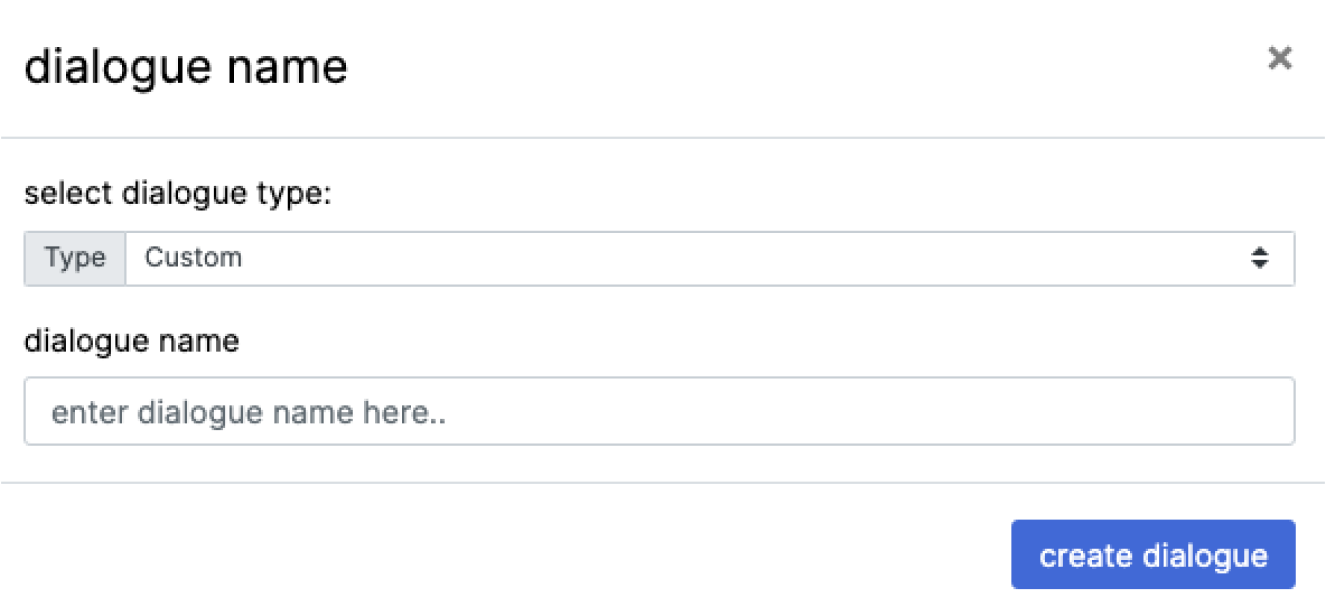 dialogue name
select dialogue type:
Type Custom
dialogue name
enter dialogue name here..
create dialogue